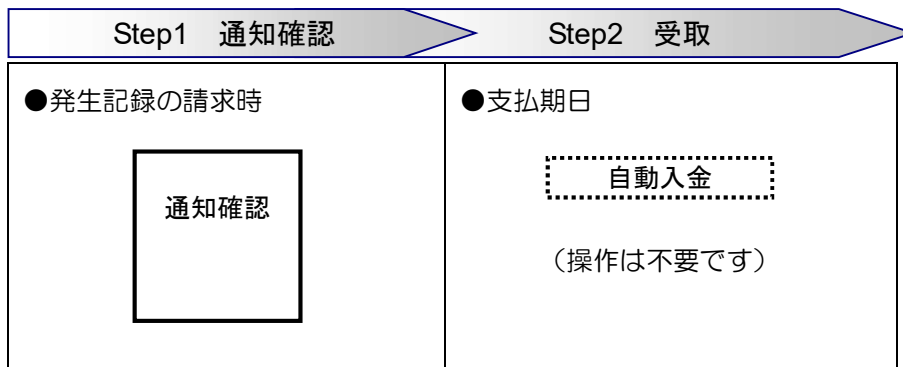 Step1　通知確認
Step2　受取
●発生記録の請求時
通知確認
●支払期日
自動入金
（操作は不要です）